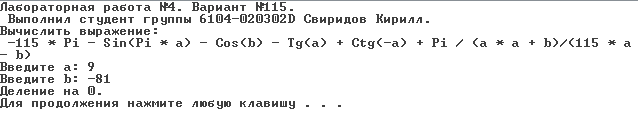 Лабораторная работа №4. Вариант №115.
Выполнил студент группы 6104-020302D Свиридов Кирилл.
Вычислить выражение:
-115 * Pi - Sin(Pi * a) - Cos(b) - Tg(a) + Ctg(-a) + Pi / (a * a + b)/(115 * a
- b)
Введите a: 9
Введите b: -81
Деление на 0.
Для продолжения нажмите любую клавишу . . .